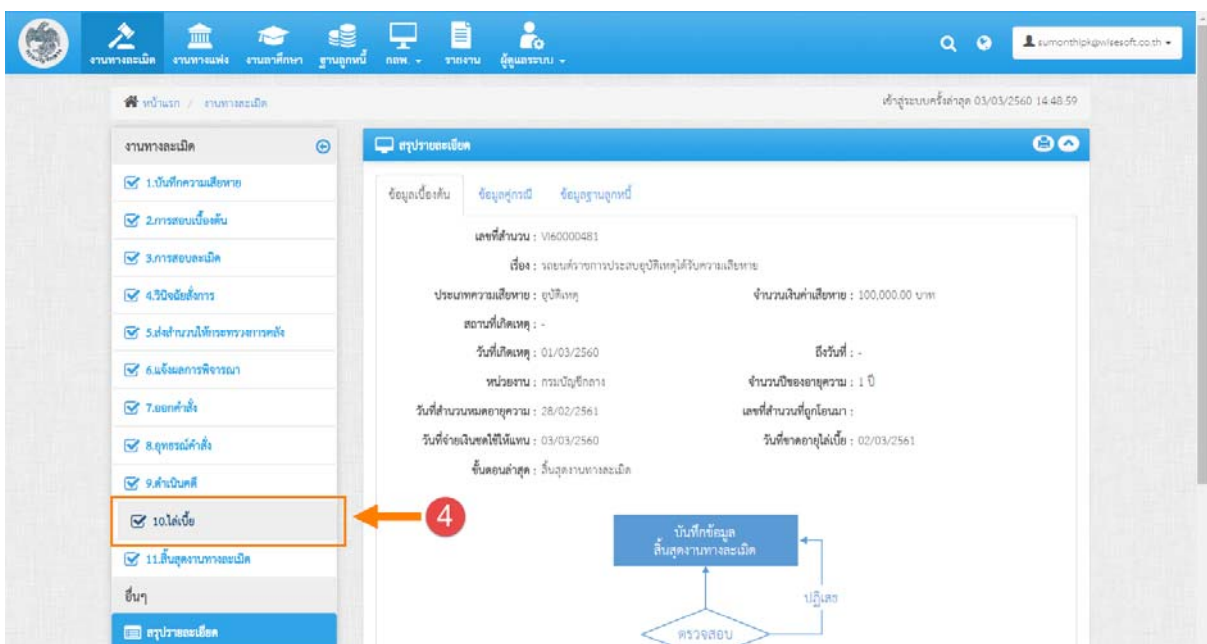 งานทางละเมิด งานทางแพ่ง งานอาศึกษา ฐานลูกหนี้ กลพ. รายงาน ผู้ดูแลระบบ
sumonthipk@wisesoft.co.th
หน้าแรก / งานทางละเมิด
เข้าสู่ระบบครั้งล่าสุด 03/03/2560 14:48:59
งานทางละเมิด
1.บันทึกความเสียหาย
2.การสอบเบื้องต้น
3.การสอบละเมิด
4.วินิจฉัยสั่งการ
5.ส่งสำนวนให้กระทรวงการคลัง
6.แจ้งผลการพิจารณา
7.ออกคำสั่ง
8.อุทธรณ์คำสั่ง
9.ดำเนินคดี
10.ไล่เบี้ย
4
11.สิ้นสุดงานทางละเมิด
อื่นๆ
สรุปรายละเอียด
สรุปรายละเอียด
ข้อมูลเบื้องต้น ข้อมูลคู่กรณี ข้อมูลฐานลูกหนี้
เลขที่สำนวน : VI60000481
เรื่อง : รถยนต์ราชการประสบอุบัติเหตุได้รับความเสียหาย
ประเภทความเสียหาย : อุบัติเหตุ จำนวนเงินค่าเสียหาย : 100,000.00 บาท
สถานที่เกิดเหตุ : -
วันที่เกิดเหตุ : 01/03/2560 ถึงวันที่ : -
หน่วยงาน : กรมบัญชีกลาง จำนวนปีของอายุความ : 1 ปี
วันที่สำนวนหมดอายุความ : 28/02/2561 เลขที่สำนวนที่ถูกโอนมา :
วันที่จ่ายเงินชดใช้ให้แทน : 03/03/2560 วันที่ขาดอายุไล่เบี้ย : 02/03/2561
ขั้นตอนล่าสุด : สิ้นสุดงานทางละเมิด
บันทึกข้อมูล
สิ้นสุดงานทางละเมิด
ปฏิเสธ
ตรวจสอบ